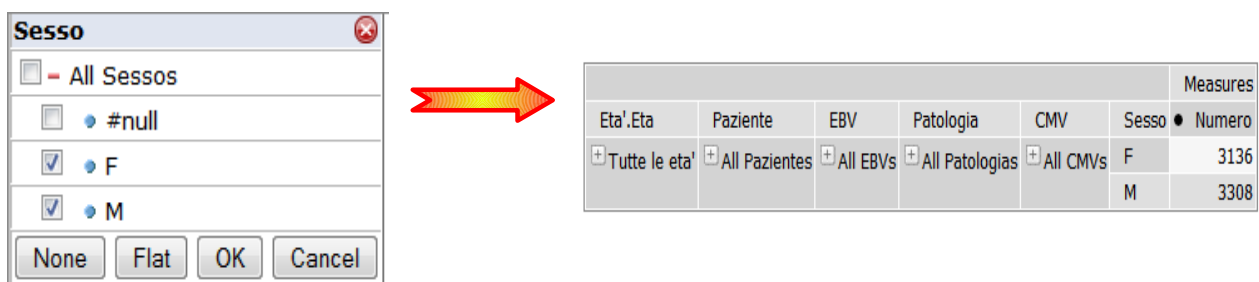 Sesso
All Sessos
#null
F
M
None Flat OK Cancel
Measures
Eta'.Eta Paziente EBV Patologia CMV Sesso Numero
Tutte le eta' All Pazientes All EBVs All Patologias All CMVs F 3136
M 3308